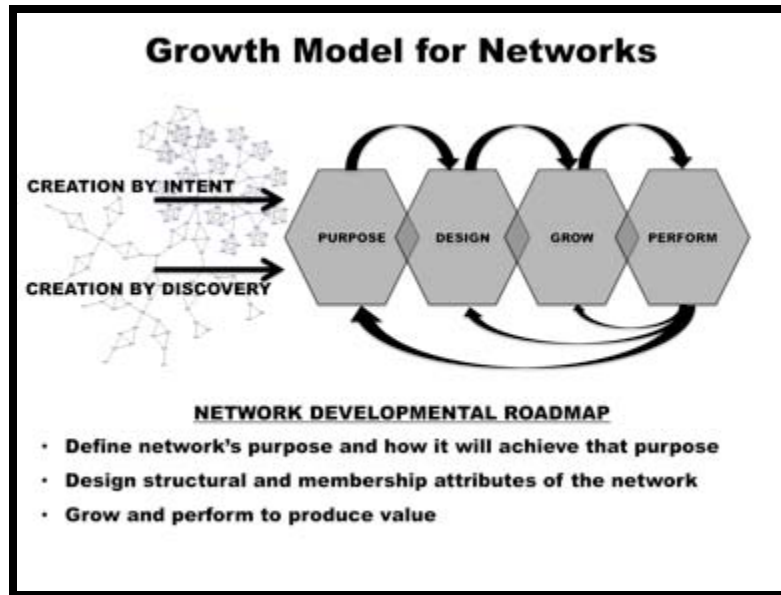 Growth Model for Networks
CREATION BY INTENT
CREATION BY DISCOVERY
PURPOSE
DESIGN
GROW
PERFORM
NETWORK DEVELOPMENTAL ROADMAP
• Define network's purpose and how it will achieve that purpose
• Design structural and membership attributes of the network
• Grow and perform to produce value